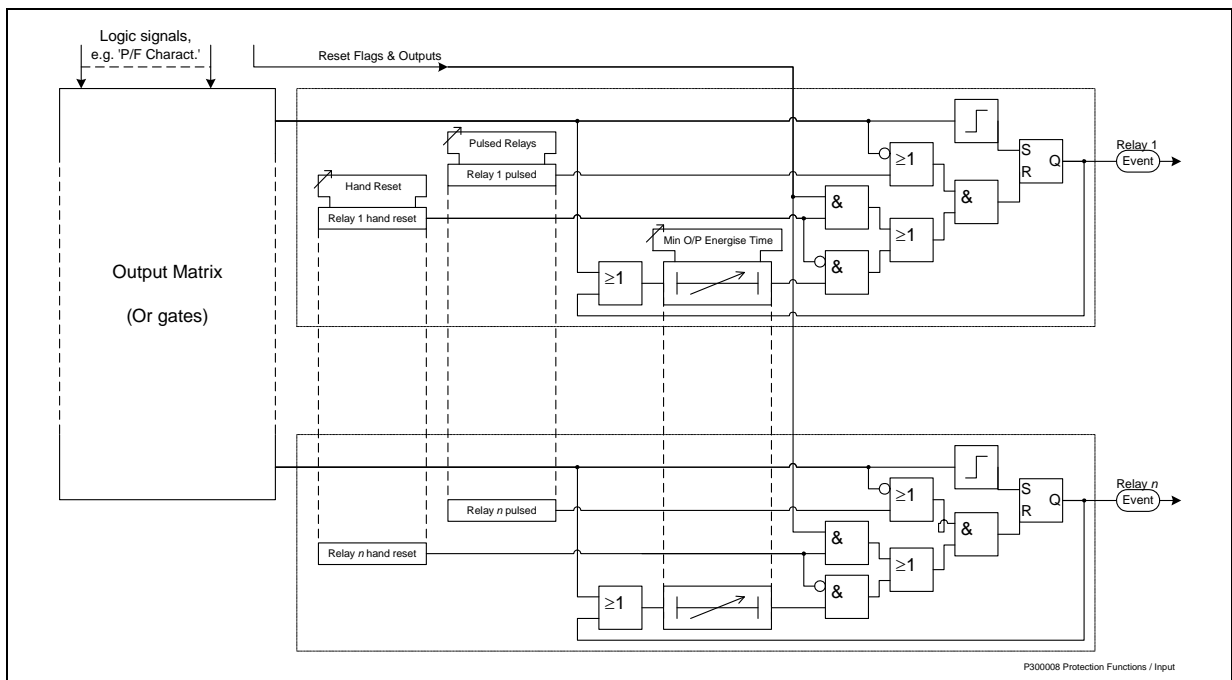 Logic signals,
e.g. 'P/F Charact.'
Reset Flags & Outputs
Output Matrix
(Or gates)
Pulsed Relays
Relay 1 pulsed
Hand Reset
Relay 1 hand reset
Min O/P Energise Time
≥1
&
≥1
&
&
≥1
S
R
Q
Relay 1
Event
Relay n pulsed
Relay n hand reset
≥1
&
≥1
&
&
≥1
S
R
Q
Relay n
Event
P300008 Protection Functions / Input